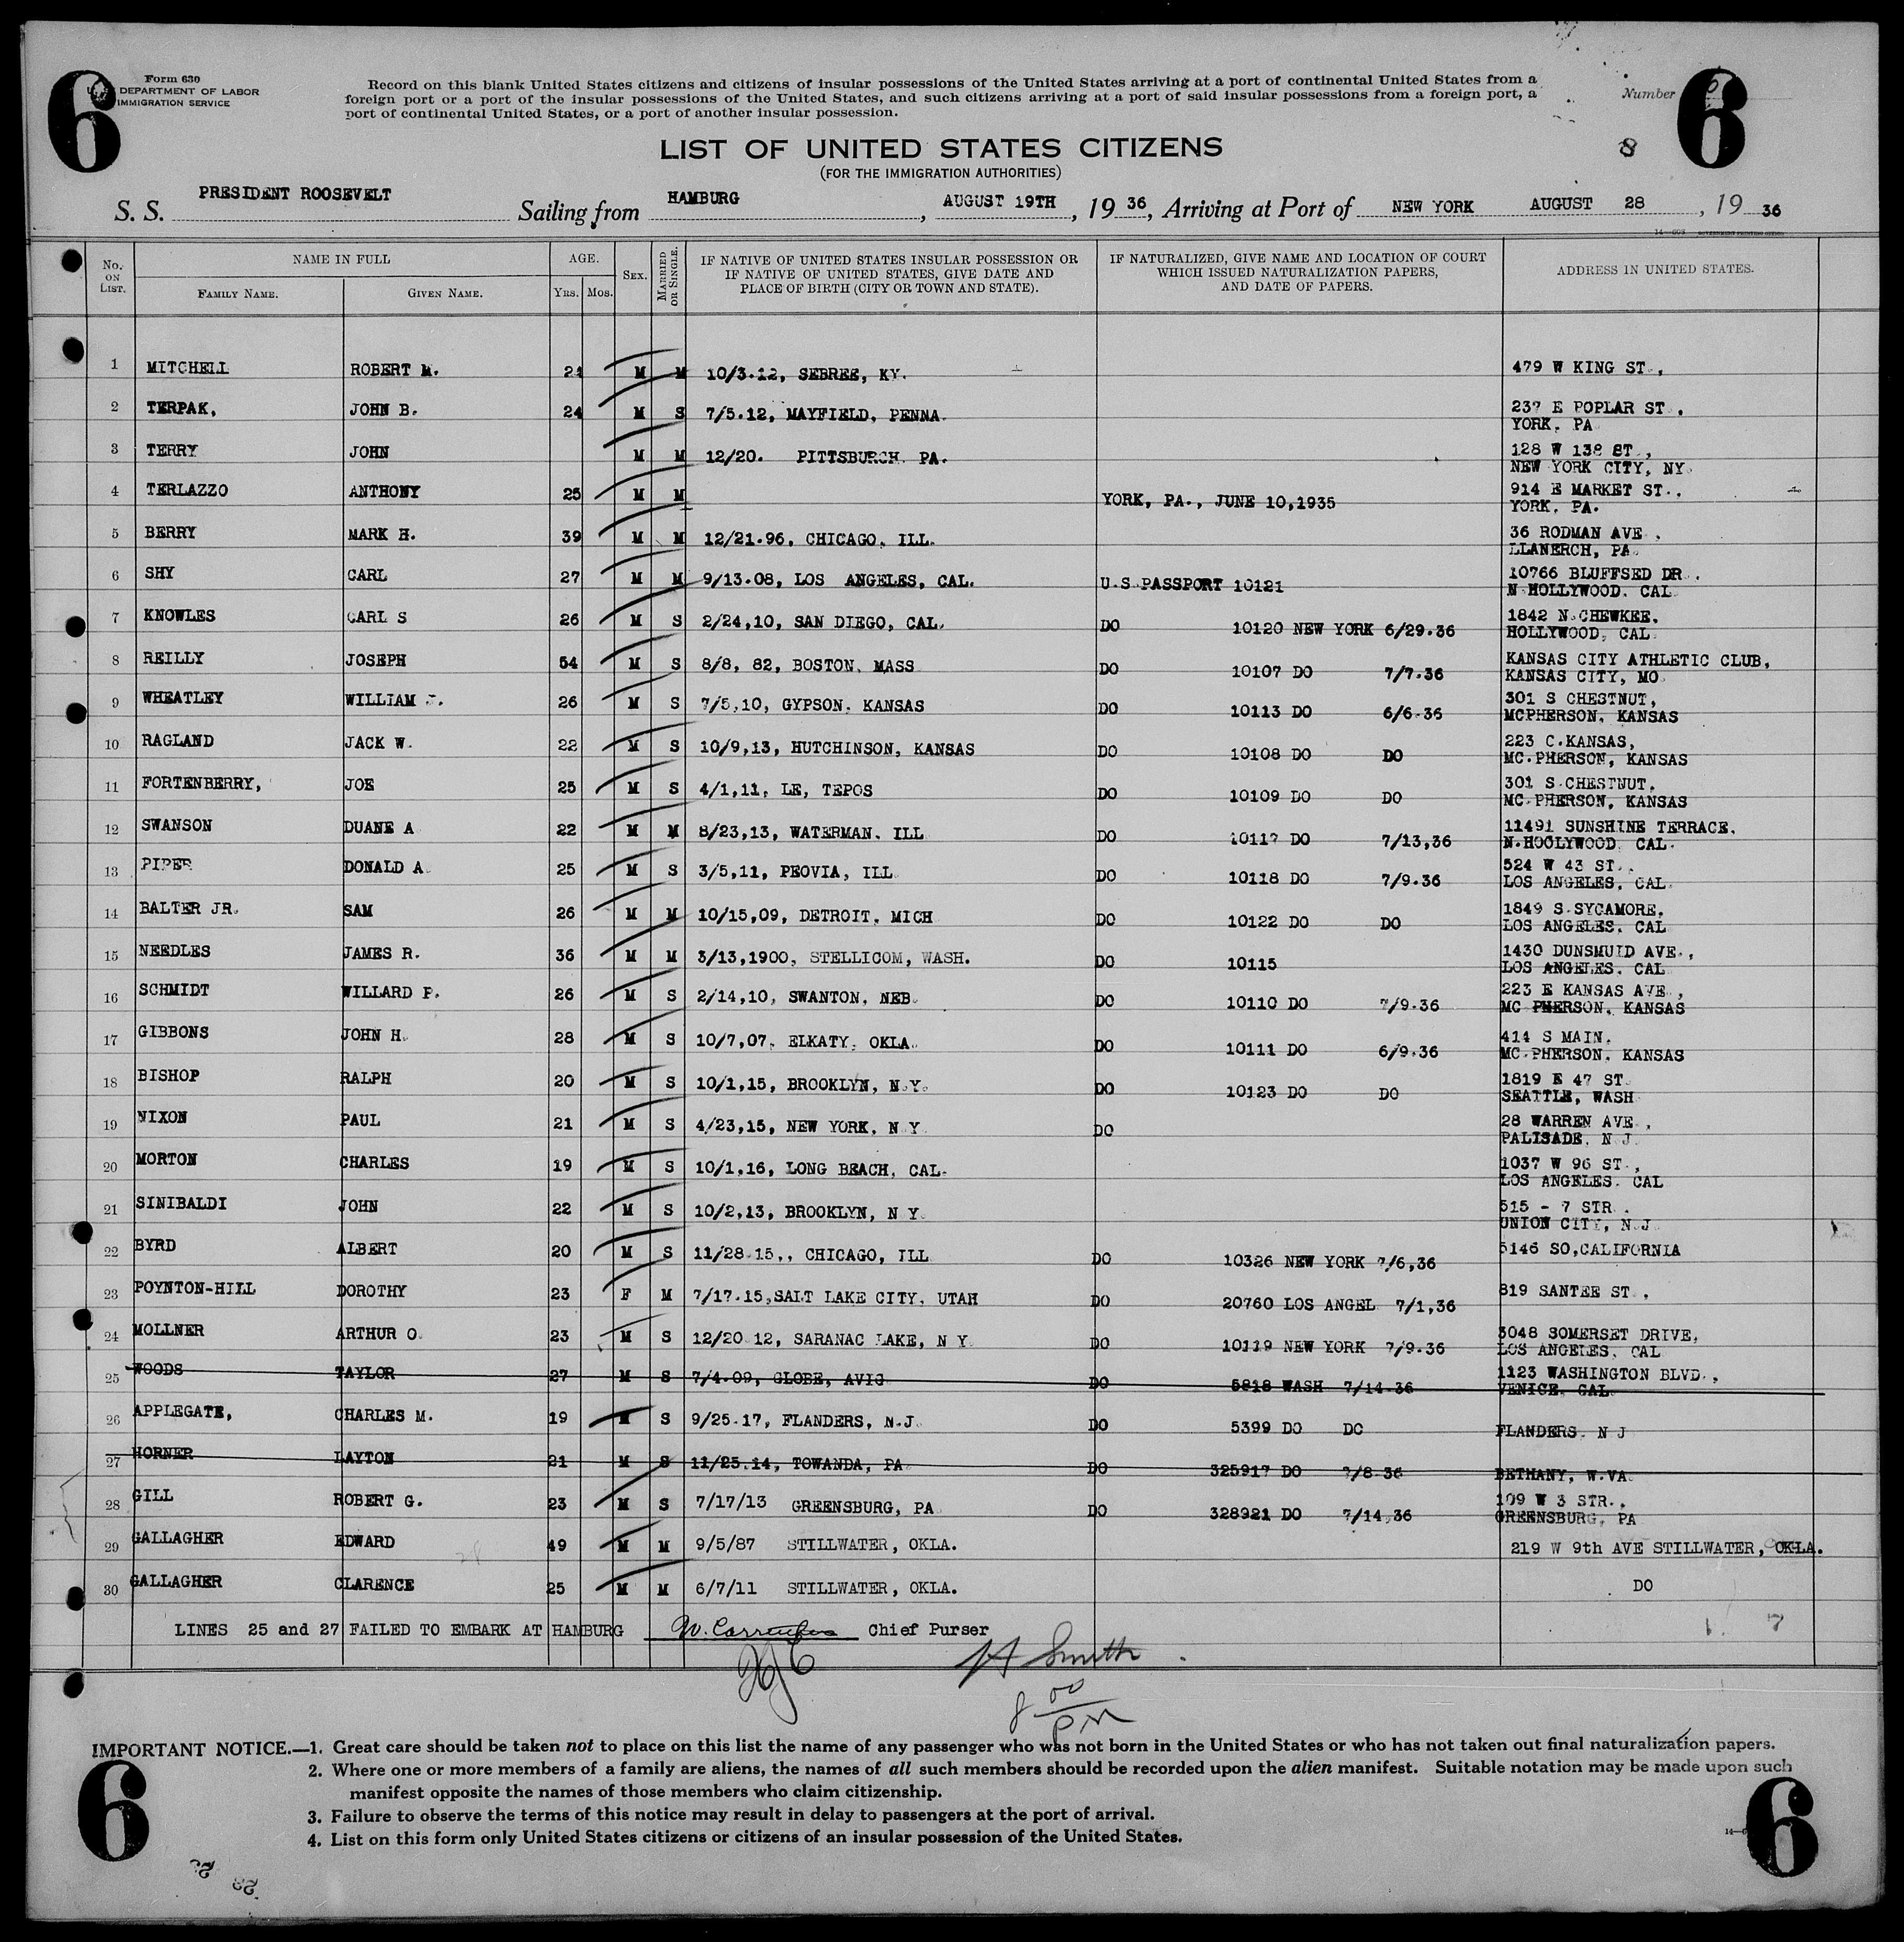 6
Form 630
U.S. DEPARTMENT OF LABOR
IMMIGRATION SERVICE
Record on this blank United States citizens and citizens of insular possessions of the United States arriving at a port of continental United States from a
foreign port or a port of the insular possessions of the United States, and such citizens arriving at a port of said insular possessions from a foreign port, a
port of continental United States, or a port of another insular possession.
Number 6
6
8
LIST OF UNITED STATES CITIZENS
(FOR THE IMMIGRATION AUTHORITIES)
S. S. PRESIDENT ROOSEVELT Sailing from HAMBURG, AUGUST 19TH, 19 36, Arriving at Port of NEW YORK AUGUST 28, 19 36
No. ON LIST. NAME IN FULL FAMILY NAME. GIVEN NAME. AGE. YRS. MOS. SEX. MARRIED OR SINGLE. IF NATIVE OF UNITED STATES INSULAR POSSESSION OR IF NATIVE OF UNITED STATES, GIVE DATE AND PLACE OF BIRTH (CITY OR TOWN AND STATE). IF NATURALIZED, GIVE NAME AND LOCATION OF COURT WHICH ISSUED NATURALIZATION PAPERS, AND DATE OF PAPERS. ADDRESS IN UNITED STATES.
1 MITCHELL ROBERT M. 24 M M 10/3.12, SEBREE, KY. 479 W KING ST.,
2 TERPAK, JOHN B. 24 M S 7/5.12, MAYFIELD, PENNA. 237 E POPLAR ST.,
YORK, PA
3 TERRY JOHN M M 12/20. PITTSBURGH. PA. 128 W 138 ST.,
NEW YORK CITY, NY.
4 TERLAZZO ANTHONY 25 M M YORK, PA., JUNE 10,1935 914 E MARKET ST.,
YORK, PA.
5 BERRY MARK H. 39 M M 12/21.96, CHICAGO, ILL. 36 RODMAN AVE.,
LLANERCH, PA.
6 SHY CARL 27 M M 9/13.08, LOS ANGELES, CAL. U.S.PASSPORT 10121 10766 BLUFFSED DR.,
N.HOLLYWOOD. CAL
7 KNOWLES CARL S 26 M S 2/24,10, SAN DIEGO, CAL. DO 10120 NEW YORK 6/29.36 1842 N.CHEWKEE,
HOLLYWOOD, CAL
8 REILLY JOSEPH 54 M S 8/8, 82, BOSTON, MASS DO 10107 DO 7/7.36 KANSAS CITY ATHLETIC CLUB,
KANSAS CITY, MO.
9 WHEATLEY WILLIAM J. 26 M S 7/5,10, GYPSON, KANSAS DO 10113 DO 6/6.36 301 S CHESTNUT,
MCPHERSON, KANSAS
10 RAGLAND JACK W. 22 M S 10/9,13, HUTCHINSON, KANSAS DO 10108 DO DO 223 C.KANSAS,
MC.PHERSON, KANSAS
11 FORTENBERRY, JOE 25 M S 4/1,11, LE, TEPOS DO 10109 DO DO 301 S.CHESTNUT,
MC.PHERSON, KANSAS
12 SWANSON DUANE A 22 M M 8/23,13, WATERMAN. ILL DO 10117 DO 7/13,36 11491 SUNSHINE TERRACE,
N.HOOLYWOOD CAL.
13 PIPER DONALD A. 25 M S 3/5,11, PEOVIA, ILL DO 10118 DO 7/9.36 524 W 43 ST.,
LOS ANGELES, CAL.
14 BALTER JR. SAM 26 M M 10/15,09, DETROIT, MICH DO 10122 DO DO 1849 S.SYCAMORE,
LOS ANGELES, CAL
15 NEEDLES JAMES R. 36 M M 3/13,1900, STELLICOM, WASH. DO 10115 1430 DUNSMUID AVE.,
LOS ANGELES. CAL
16 SCHMIDT WILLARD P. 26 M S 2/14,10, SWANTON, NEB. DO 10110 DO 7/9.36 223 E KANSAS AVE.,
MC PHERSON, KANSAS
17 GIBBONS JOHN H. 28 M S 10/7,07, ELKATY, OKLA. DO 10111 DO 6/9.36 414 S MAIN,
MC.PHERSON, KANSAS
18 BISHOP RALPH 20 M S 10/1,15, BROOKLYN, N.Y. DO 10123 DO DO 1819 E 47 ST.
SEATTLE, WASH
19 NIXON PAUL 21 M S 4/23,15, NEW YORK, N.Y. DO 28 WARREN AVE.,
PALISADE, N J.
20 MORTON CHARLES 19 M S 10/1,16, LONG BEACH, CAL. 1037 W 96 ST.,
LOS ANGELES. CAL
21 SINIBALDI JOHN 22 M S 10/2,13, BROOKLYN, N Y. 515 - 7 STR.
UNION CITY, N.J.
22 BYRD ALBERT 20 M S 11/28.15,, CHICAGO, ILL DO 10326 NEW YORK 7/6,36 5146 SO,CALIFORNIA
23 POYNTON-HILL DOROTHY 23 F M 7/17.15,SALT LAKE CITY, UTAH DO 20760 LOS ANGEL 7/1,36 819 SANTEE ST.,
24 MOLLNER ARTHUR O. 23 M S 12/20.12, SARANAC LAKE, N Y. DO 10119 NEW YORK 7/9.36 3048 SOMERSET DRIVE,
LOS ANGELES, CAL
25 WOODS TAYLOR 27 M S 7/4.09, GLOBE, AVIG DO 5818 WASH 7/14.36 1123 WASHINGTON BLVD.,
VENICE, CAL
26 APPLEGATE, CHARLES M. 19 M S 9/25.17, FLANDERS, N.J. DO 5399 DO DO FLANDERS. N J
27 HORNER LAYTON 21 M S 11/25.14, TOWANDA, PA DO 325917 DO 7/8.36 BETHANY, W.VA.
28 GILL ROBERT G. 23 M S 7/17/13 GREENSBURG, PA DO 328921 DO 7/14,36 109 W 3 STR.,
GREENSBURG, PA
29 GALLAGHER EDWARD 49 M M 9/5/87 STILLWATER, OKLA. 219 W 9th AVE STILLWATER, OKLA.
30 GALLAGHER CLARENCE 25 M M 6/7/11 STILLWATER, OKLA. DO
LINES 25 and 27 FAILED TO EMBARK AT HAMBURG Chief Purser 7
Smith
8 00
PM
IMPORTANT NOTICE.—1. Great care should be taken not to place on this list the name of any passenger who was not born in the United States or who has not taken out final naturalization papers.
2. Where one or more members of a family are aliens, the names of all such members should be recorded upon the alien manifest. Suitable notation may be made upon such
manifest opposite the names of those members who claim citizenship.
3. Failure to observe the terms of this notice may result in delay to passengers at the port of arrival.
4. List on this form only United States citizens or citizens of an insular possession of the United States.
6
6